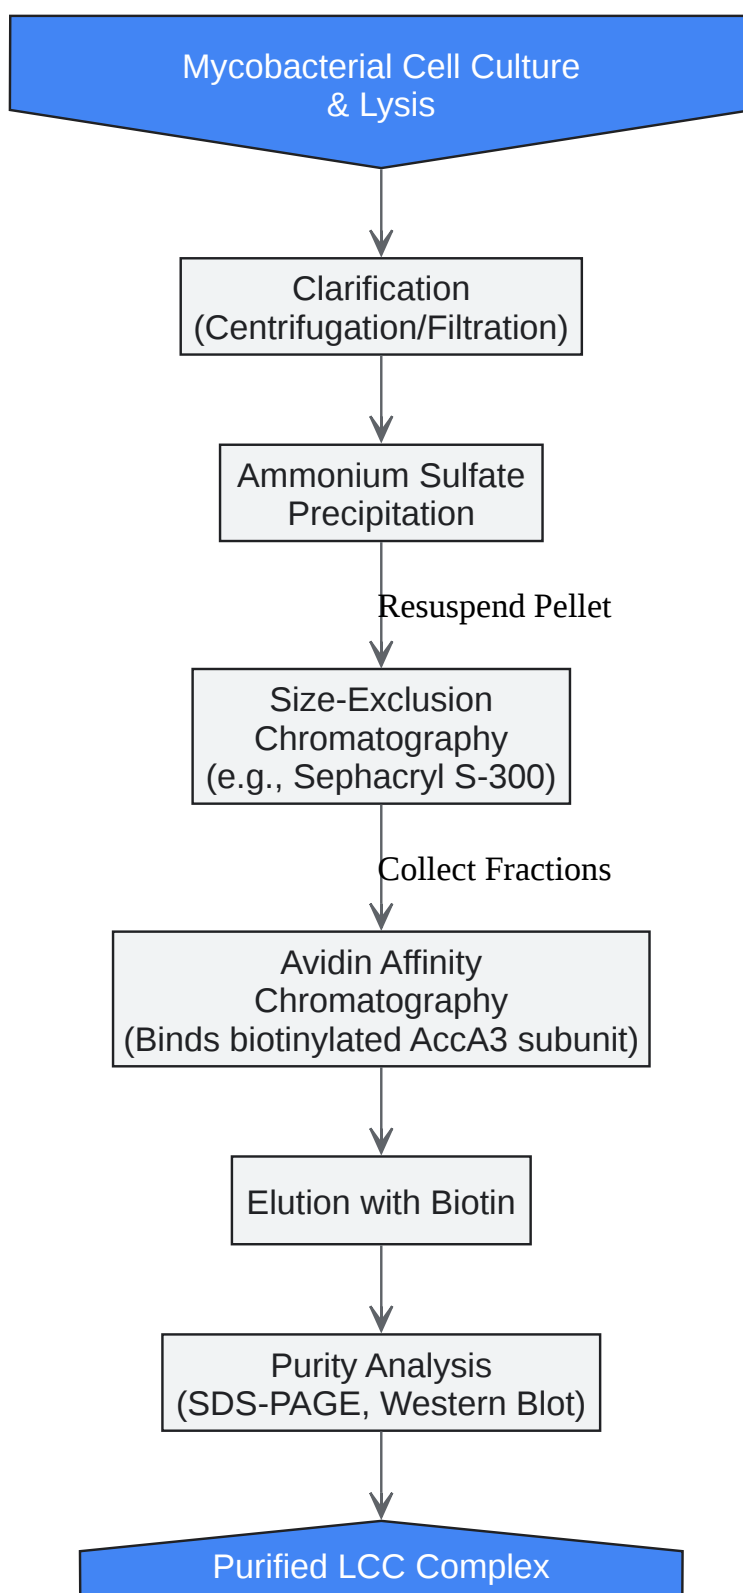 Mycobacterial Cell Culture
& Lysis
Clarification
(Centrifugation/Filtration)
Ammonium Sulfate
Precipitation
Resuspend Pellet
Size-Exclusion
Chromatography
(e.g., Sephacryl S-300)
Collect Fractions
Avidin Affinity
Chromatography
(Binds biotinylated AccA3 subunit)
Elution with Biotin
Purity Analysis
(SDS-PAGE, Western Blot)
Purified LCC Complex